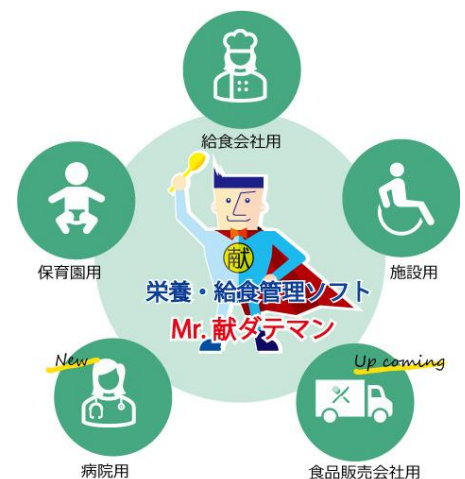 給食会社用
保育園用
施設用
献
栄養・給食管理ソフト
Mr. 献ダテマン
New
Up coming
病院用
食品販売会社用